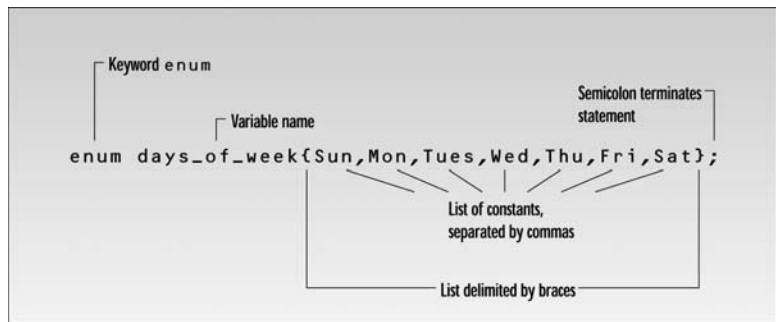 Keyword enum
Semicolon terminates
statement
Variable name
enum days_of_week{Sun,Mon,Tues,Wed,Thu,Fri,Sat};
List of constants,
separated by commas
List delimited by braces